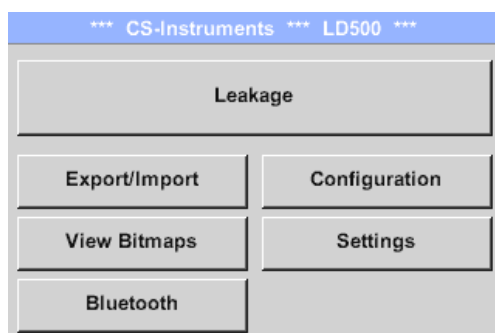 *** CS-Instruments *** LD500 ***
Leakage
Export/Import
Configuration
View Bitmaps
Settings
Bluetooth